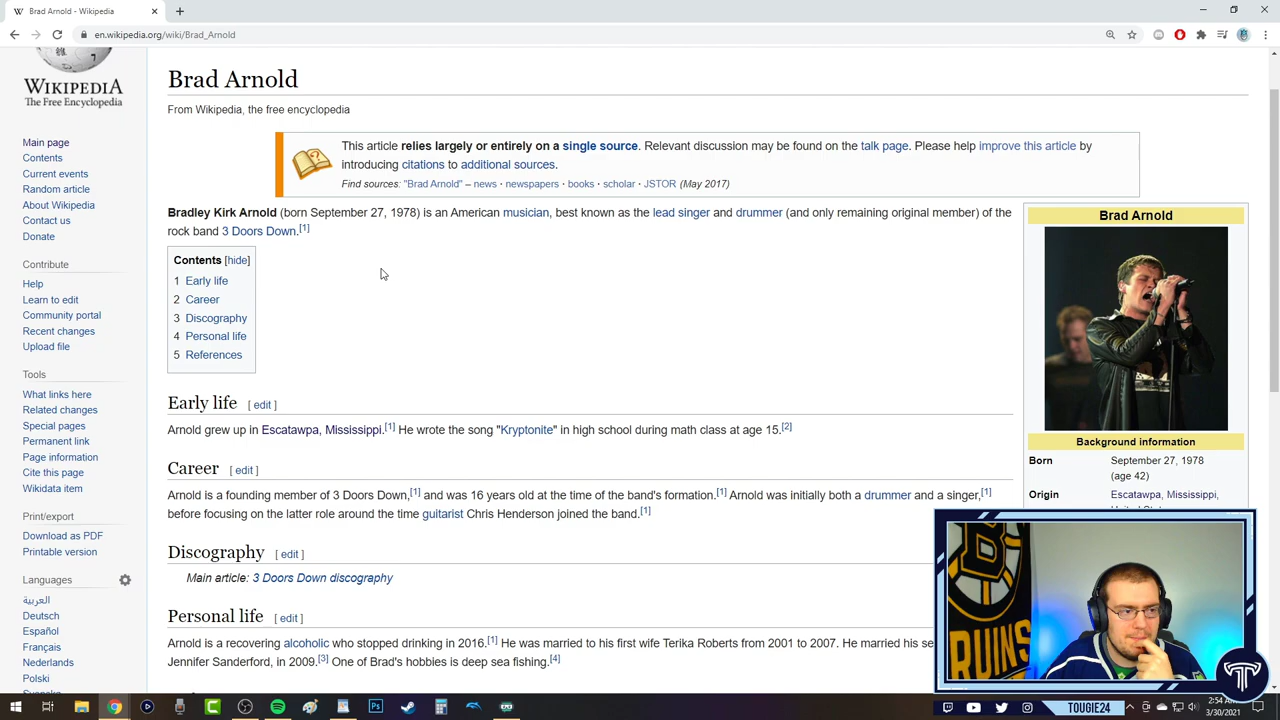 Brad Arnold - Wikipedia
en.wikipedia.org/wiki/Brad_Arnold
WIKIPEDIA
The Free Encyclopedia
Main page
Contents
Current events
Random article
About Wikipedia
Contact us
Donate
Contribute
Help
Learn to edit
Community portal
Recent changes
Upload file
Tools
What links here
Related changes
Special pages
Permanent link
Page information
Cite this page
Wikidata item
Print/export
Download as PDF
Printable version
Languages
العربية
Deutsch
Español
Français
Nederlands
Polski
Svenska
Brad Arnold
From Wikipedia, the free encyclopedia
This article relies largely or entirely on a single source. Relevant discussion may be found on the talk page. Please help improve this article by
introducing citations to additional sources.
Find sources: "Brad Arnold" – news · newspapers · books · scholar · JSTOR (May 2017)
Bradley Kirk Arnold (born September 27, 1978) is an American musician, best known as the lead singer and drummer (and only remaining original member) of the
rock band 3 Doors Down.[1]
Contents [hide]
1 Early life
2 Career
3 Discography
4 Personal life
5 References
Early life [ edit ]
Arnold grew up in Escatawpa, Mississippi.[1] He wrote the song "Kryptonite" in high school during math class at age 15.[2]
Career [ edit ]
Arnold is a founding member of 3 Doors Down,[1] and was 16 years old at the time of the band's formation.[1] Arnold was initially both a drummer and a singer,[1]
before focusing on the latter role around the time guitarist Chris Henderson joined the band.[1]
Discography [ edit ]
Main article: 3 Doors Down discography
Personal life [ edit ]
Arnold is a recovering alcoholic who stopped drinking in 2016.[1] He was married to his first wife Terika Roberts from 2001 to 2007. He married his se
Jennifer Sanderford, in 2009.[3] One of Brad's hobbies is deep sea fishing.[4]
Brad Arnold
Background information
Born September 27, 1978
(age 42)
Origin Escatawpa, Mississippi,
B
RUINS
TOUGIE24
2:54 AM
3/30/2021